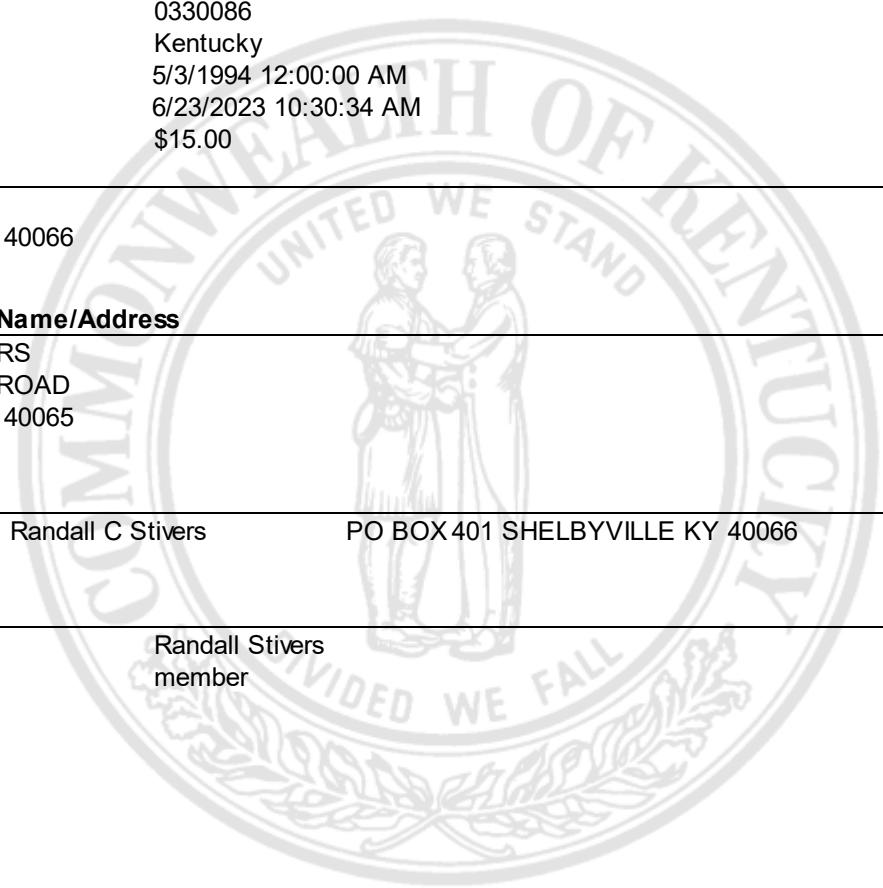 0330086
Kentucky
5/3/1994 12:00:00 AM
6/23/2023 10:30:34 AM
$15.00
40066
Name/Address
RS
ROAD
40065
Randall C Stivers PO BOX 401 SHELBYVILLE KY 40066
Randall Stivers
member
COMMONWEALTH OF KENTUCKY
UNITED WE STAND
DIVIDED WE FALL